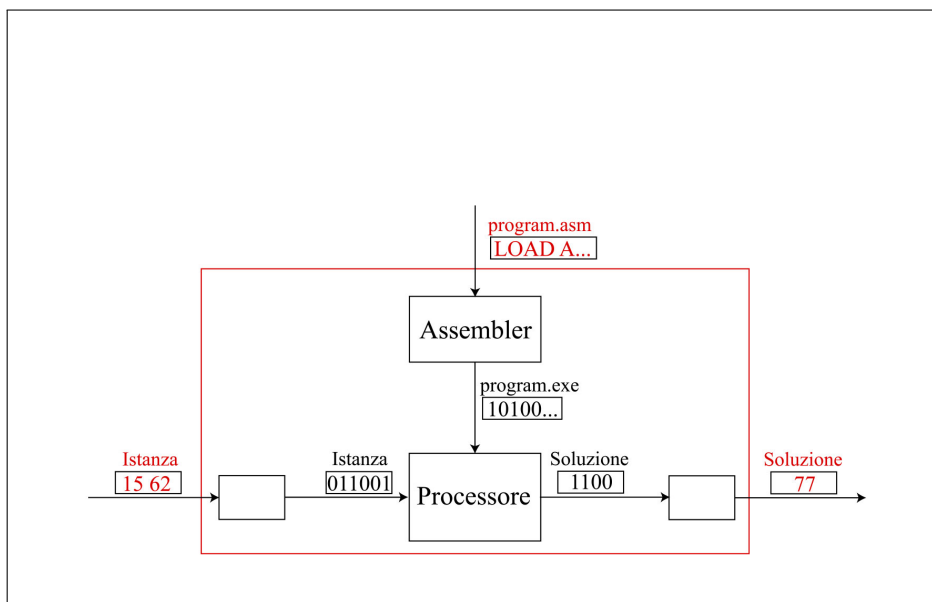 program.asm
LOAD A...
Assembler
program.exe
10100...
Istanza
15 62
Istanza
011001
Processore
Soluzione
1100
Soluzione
77